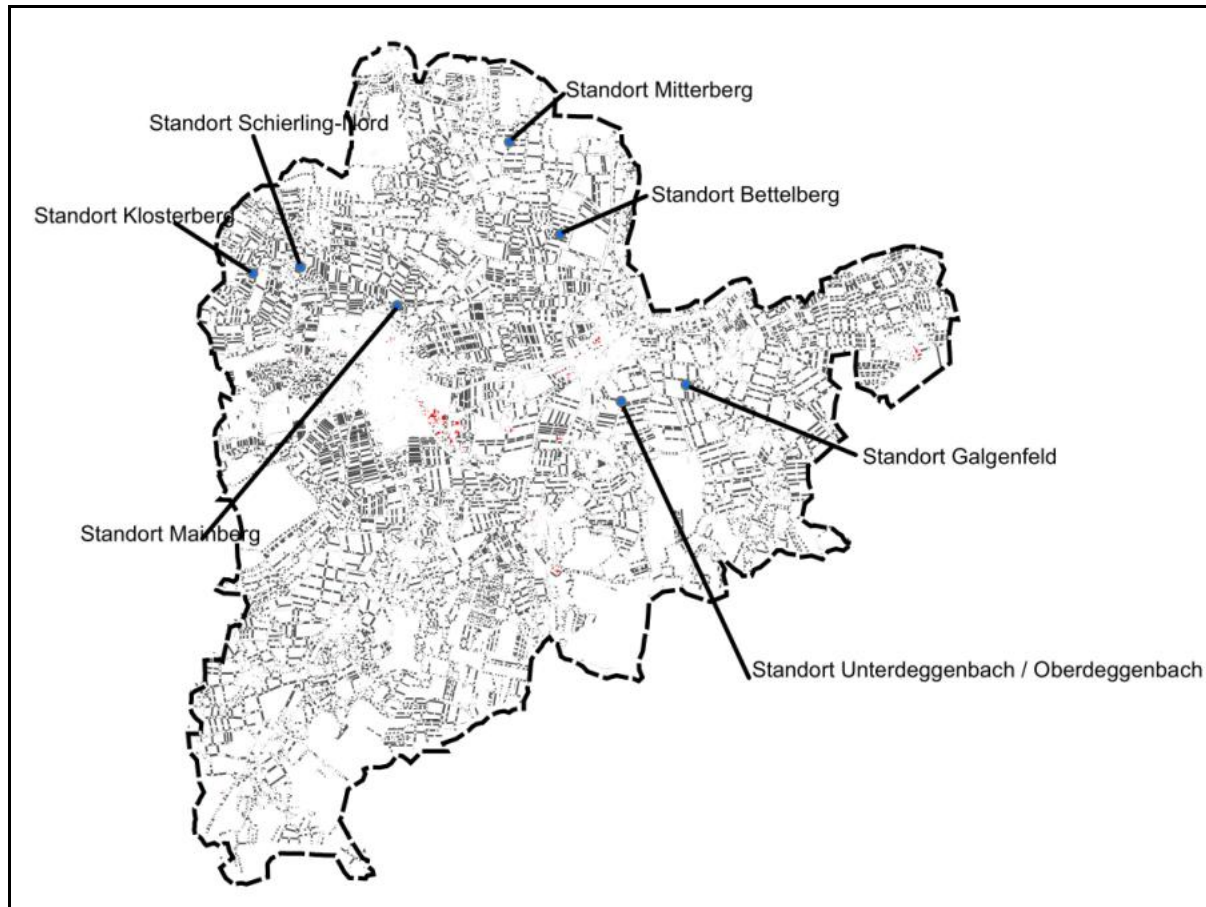 Standort Mitterberg
Standort Schierling-Nord
Standort Bettelberg
Standort Klosterberg
Standort Galgenfeld
Standort Mainberg
Standort Unterdeggenbach / Oberdeggenbach